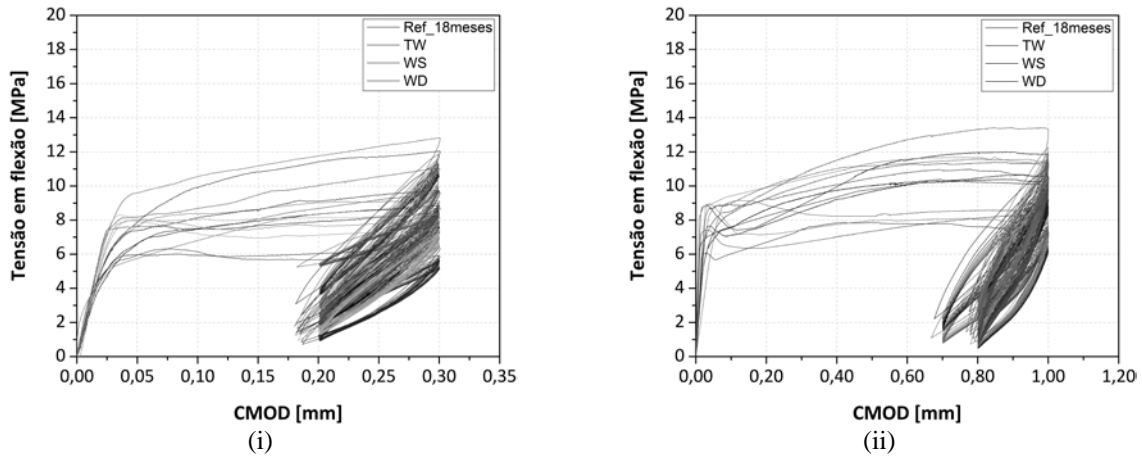 Tensão em flexão [MPa]
20
18
16
14
12
10
8
6
4
2
0
Ref_18meses
TW
WS
WD
0,00 0,05 0,10 0,15 0,20 0,25 0,30 0,35
CMOD [mm]
(i)
Tensão em flexão [MPa]
20
18
16
14
12
10
8
6
4
2
0
Ref_18meses
TW
WS
WD
0,00 0,20 0,40 0,60 0,80 1,00 1,20
CMOD [mm]
(ii)